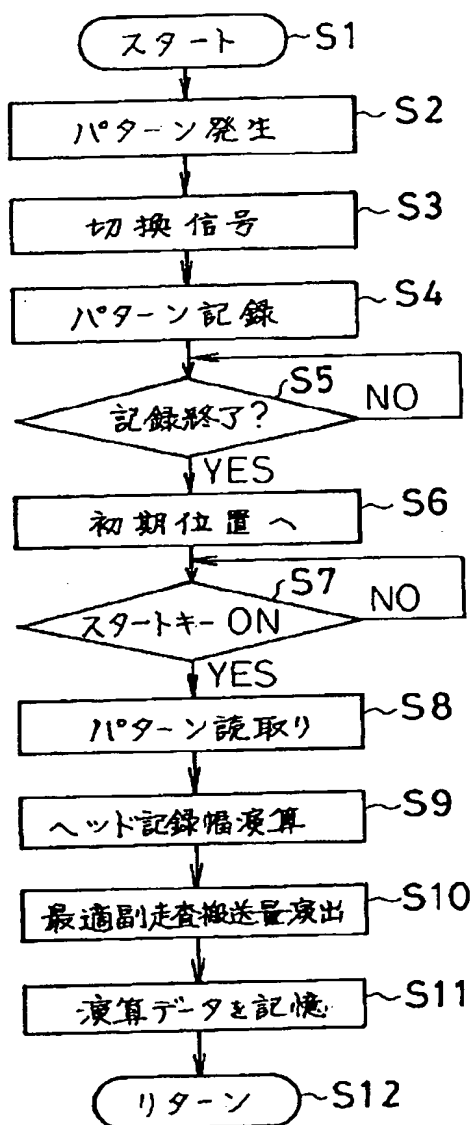 スタート S1
パターン発生 S2
切換信号 S3
パターン記録 S4
S5
記録終了? NO
YES
初期位置へ S6
S7
スタートキーON NO
YES
パターン読取り S8
ヘッド記録幅演算 S9
最適副走査搬送量演出 S10
演算データを記憶 S11
リターン S12